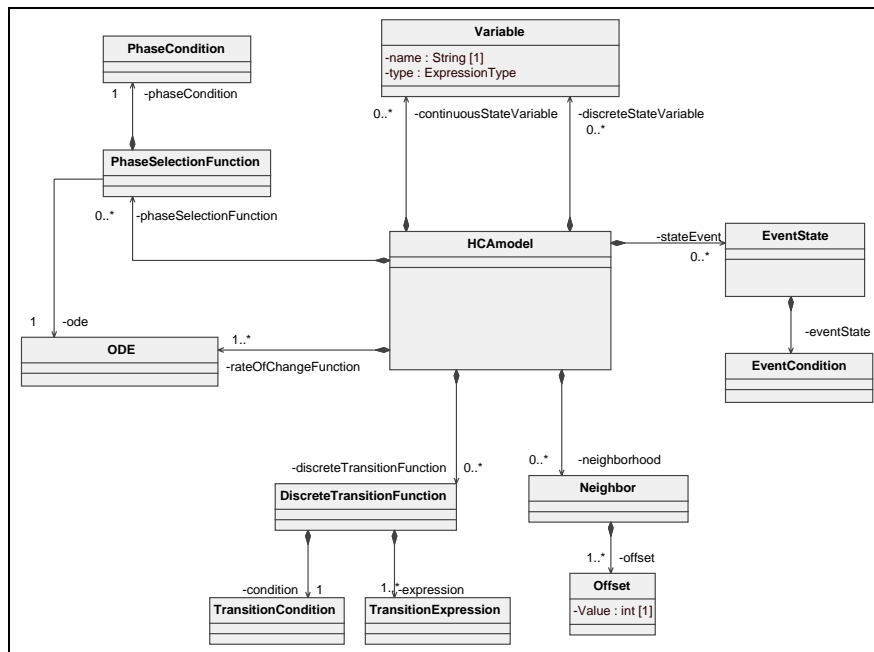 Variable
-name : String [1]
-type : ExpressionType
PhaseCondition
1 -phaseCondition
0..* -continuousStateVariable
-discreteStateVariable
0..*
PhaseSelectionFunction
0..* -phaseSelectionFunction
HCAmodel
-stateEvent
0..*
EventState
-eventState
EventCondition
1 -ode
ODE
1..*
-rateOfChangeFunction
-discreteTransitionFunction 0..*
0..* -neighborhood
DiscreteTransitionFunction
Neighbor
1..* -offset
-condition 1
1..* -expression
TransitionCondition
TransitionExpression
Offset
-Value : int [1]